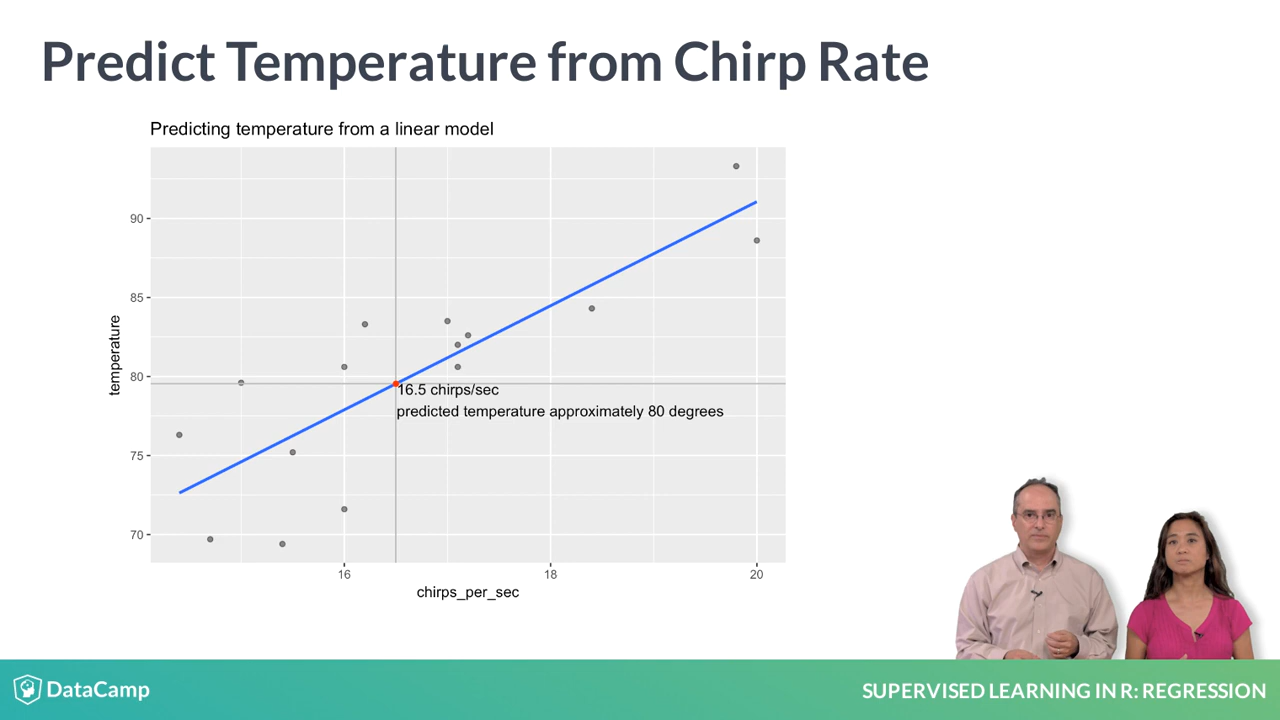 Predict Temperature from Chirp Rate
Predicting temperature from a linear model
90
85
80
75
70
temperature
16.5 chirps/sec
predicted temperature approximately 80 degrees
16 18 20
chirps_per_sec
DataCamp
SUPERVISED LEARNING IN R: REGRESSION